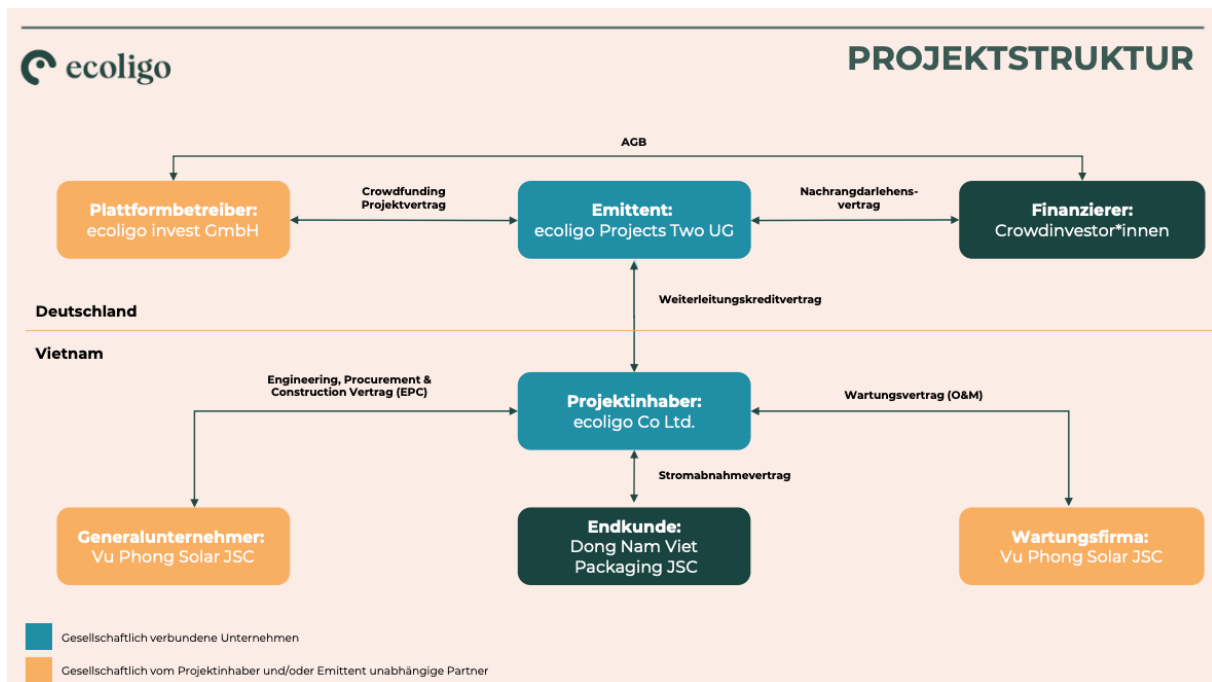 ecoligo
PROJEKTSTRUKTUR
AGB
Plattformbetreiber:
ecoligo invest GmbH
Crowdfunding
Projektvertrag
Emittent:
ecoligo Projects Two UG
Nachrangdarlehens-
vertrag
Finanzierer:
Crowdinvestor*innen
Weiterleitungskreditvertrag
Deutschland
Vietnam
Engineering, Procurement &
Construction Vertrag (EPC)
Projektinhaber:
ecoligo Co Ltd.
Wartungsvertrag (O&M)
Stromabnahmevertrag
Generalunternehmer:
Vu Phong Solar JSC
Endkunde:
Dong Nam Viet
Packaging JSC
Wartungsfirma:
Vu Phong Solar JSC
Gesellschaftlich verbundene Unternehmen
Gesellschaftlich vom Projektinhaber und/oder Emittent unabhängige Partner